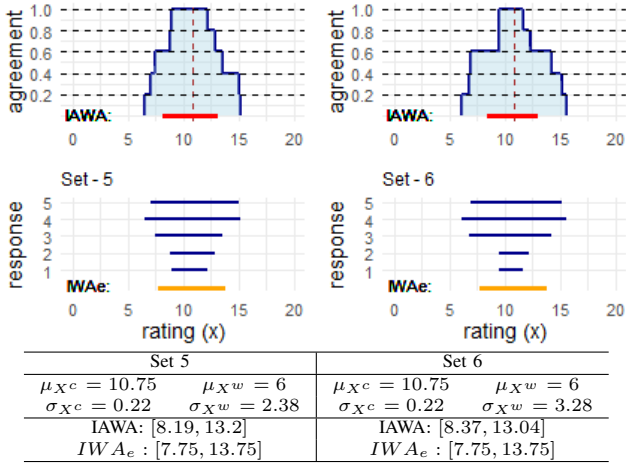 agreement
1.0
0.8
0.6
0.4
0.2
IAWA:
0 5 10 15 20
agreement
1.0
0.8
0.6
0.4
0.2
IAWA:
0 5 10 15 20
Set - 5
response
5
4
3
2
1
IWAe:
0 5 10 15 20
rating (x)
Set - 6
response
5
4
3
2
1
IWAe:
0 5 10 15 20
rating (x)
Set 5 Set 6
μ_{X^c} = 10.75 μ_{X^w} = 6 μ_{X^c} = 10.75 μ_{X^w} = 6
σ_{X^c} = 0.22 σ_{X^w} = 2.38 σ_{X^c} = 0.22 σ_{X^w} = 3.28
IAWA: [8.19, 13.2] IAWA: [8.37, 13.04]
IWA_e : [7.75, 13.75] IWA_e : [7.75, 13.75]